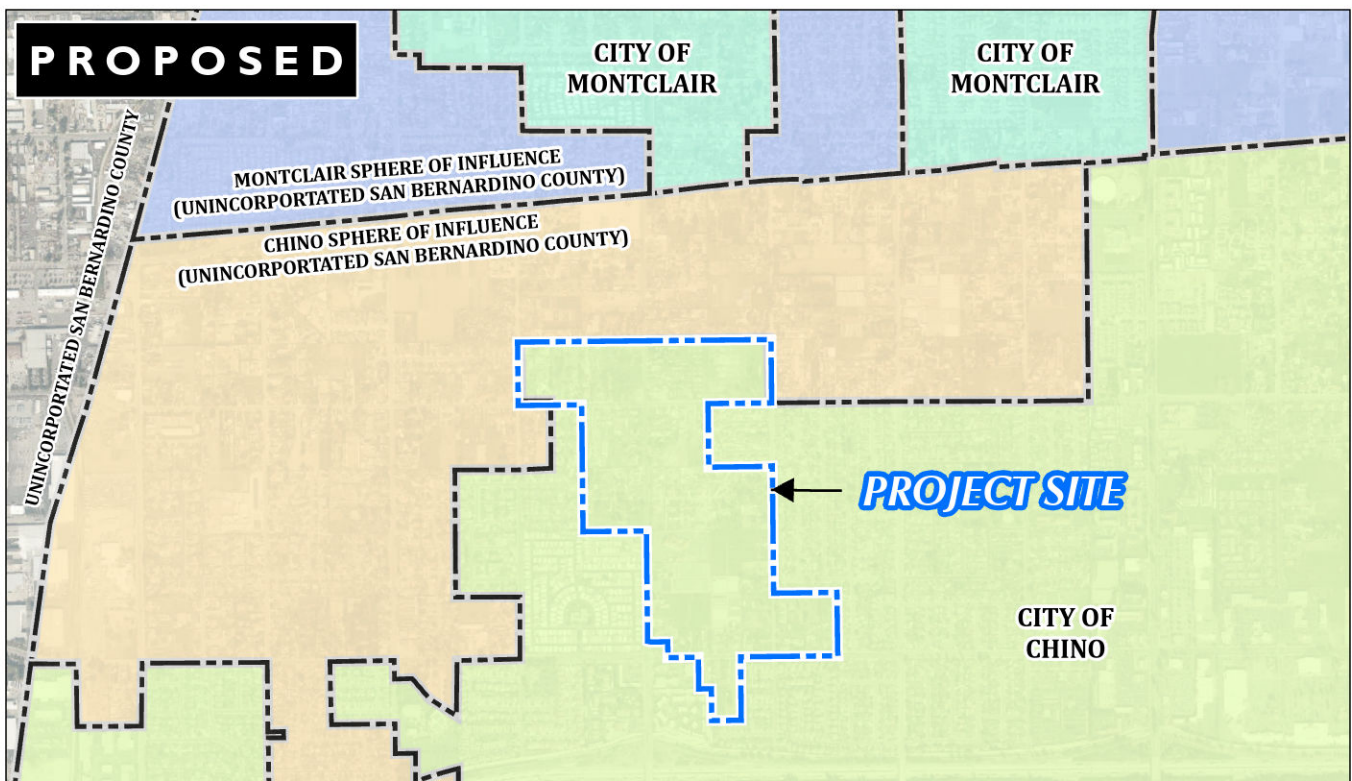 PROPOSED
CITY OF
MONTCLAIR
CITY OF
MONTCLAIR
MONTCLAIR SPHERE OF INFLUENCE
(UNINCORPORTATED SAN BERNARDINO COUNTY)
CHINO SPHERE OF INFLUENCE
(UNINCORPORTATED SAN BERNARDINO COUNTY)
UNINCORPORTATED SAN BERNARDINO COUNTY
PROJECT SITE
CITY OF
CHINO